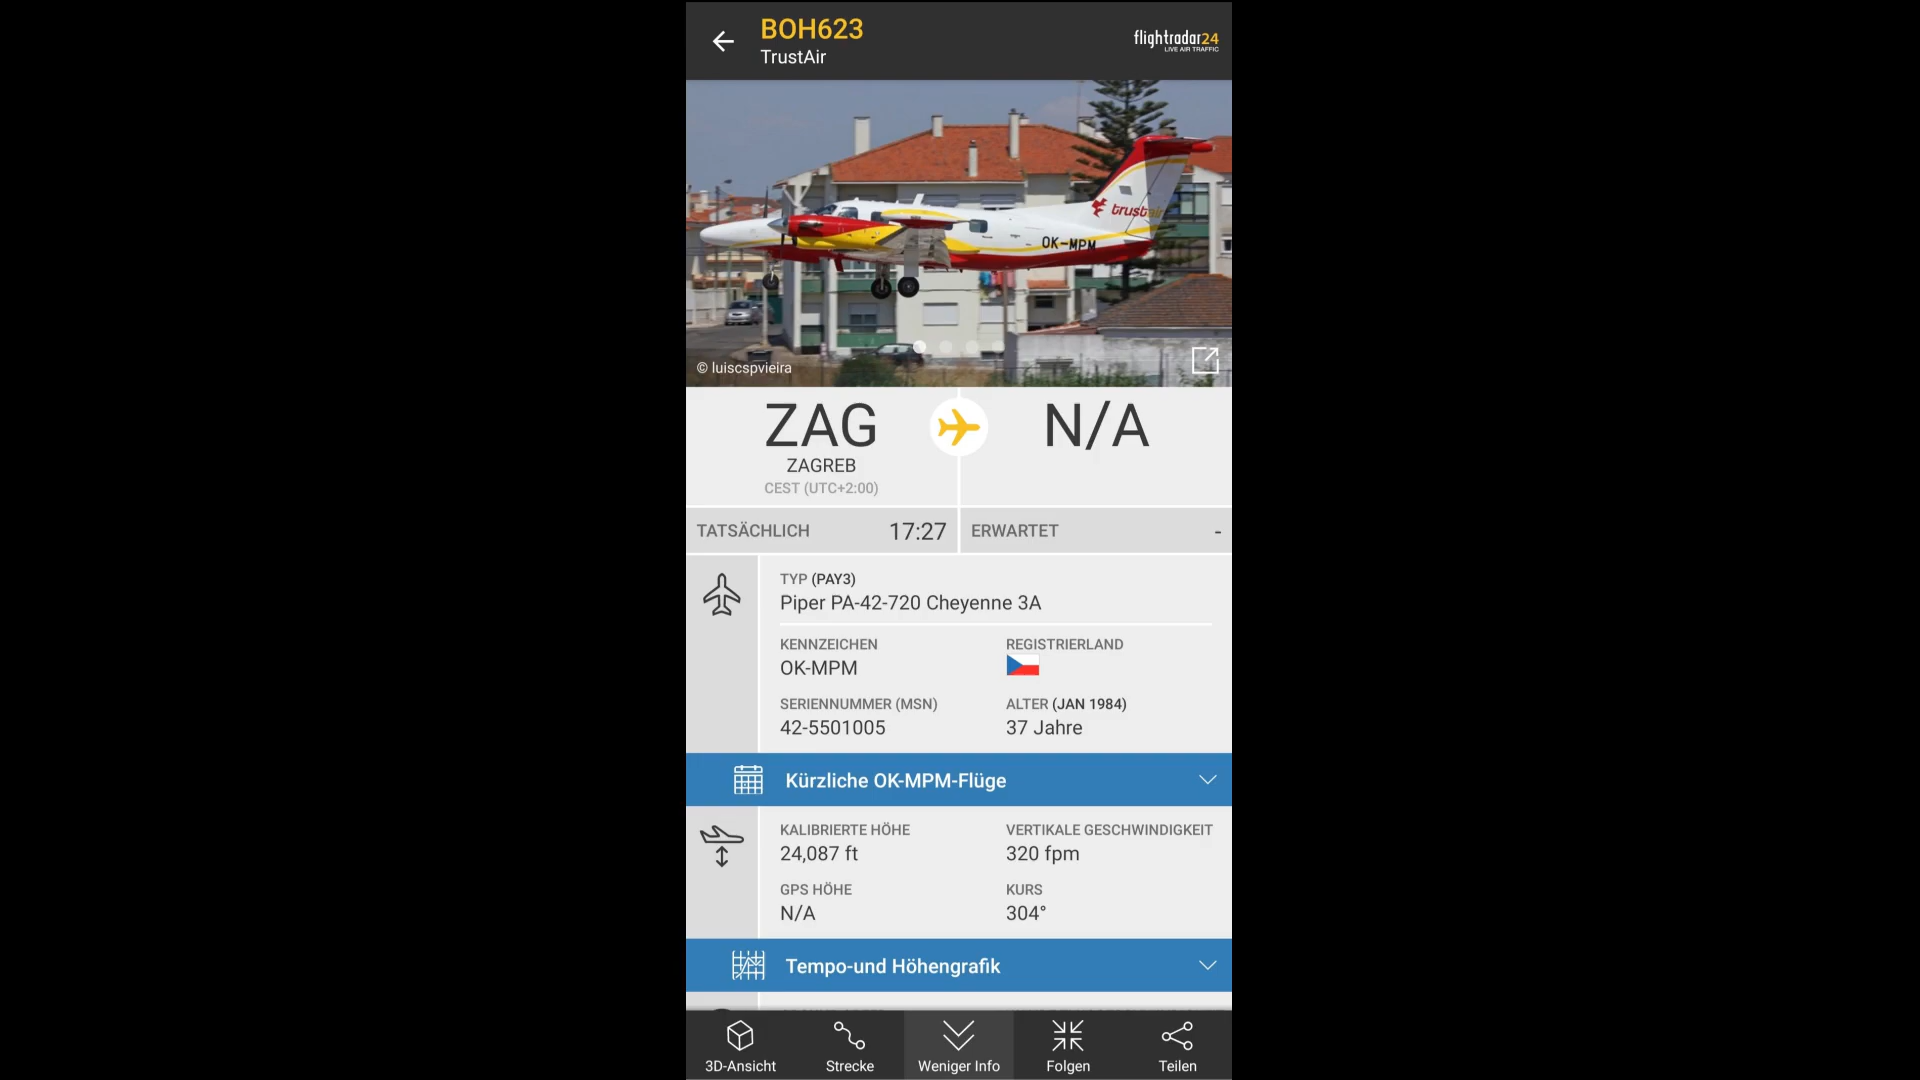 BOH623
TrustAir
flightradar24
LIVE AIR TRAFFIC
trustair
OK-MPM
© luiscspvieira
ZAG
N/A
ZAGREB
CEST (UTC+2:00)
TATSÄCHLICH 17:27
ERWARTET -
TYP (PAY3)
Piper PA-42-720 Cheyenne 3A
KENNZEICHEN
OK-MPM
REGISTRIERLAND
SERIENNUMMER (MSN)
42-5501005
ALTER (JAN 1984)
37 Jahre
Kürzliche OK-MPM-Flüge
KALIBRIERTE HÖHE
24,087 ft
VERTIKALE GESCHWINDIGKEIT
320 fpm
GPS HÖHE
N/A
KURS
304°
Tempo-und Höhengrafik
3D-Ansicht
Strecke
Weniger Info
Folgen
Teilen